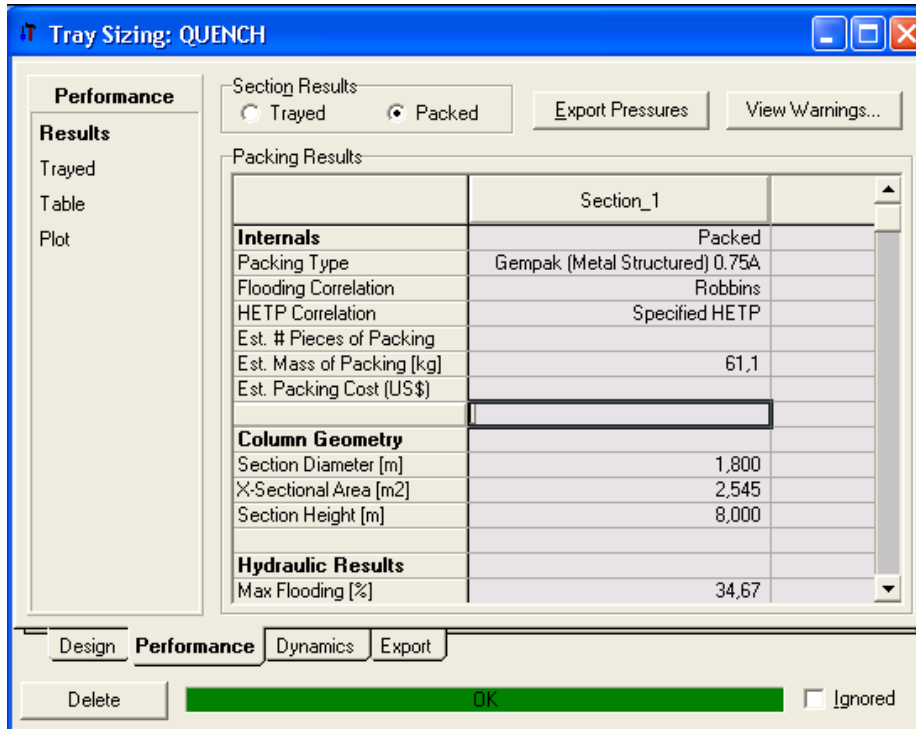 Tray Sizing: QUENCH
Performance
Results
Trayed
Table
Plot
Section Results
Trayed Packed
Export Pressures
View Warnings...
Packing Results
Section_1
Internals Packed
Packing Type Gempak (Metal Structured) 0.75A
Flooding Correlation Robbins
HETP Correlation Specified HETP
Est. # Pieces of Packing
Est. Mass of Packing [kg] 61,1
Est. Packing Cost (US$)
Column Geometry
Section Diameter [m] 1,800
X-Sectional Area [m2] 2,545
Section Height [m] 8,000
Hydraulic Results
Max Flooding [%] 34,67
Design Performance Dynamics Export
Delete OK Ignored